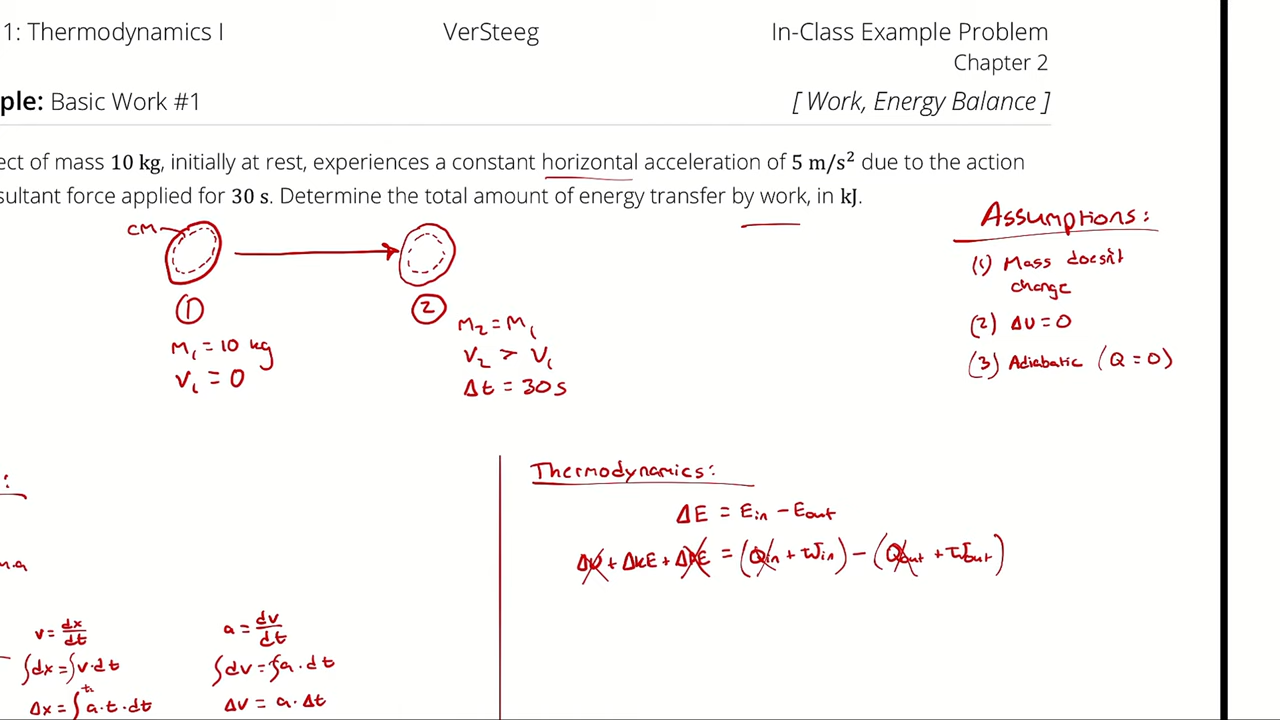 1: Thermodynamics I VerSteeg In-Class Example Problem
Chapter 2
ple: Basic Work #1 [ Work, Energy Balance ]
ect of mass 10 kg, initially at rest, experiences a constant horizontal acceleration of 5 m/s² due to the action
sultant force applied for 30 s. Determine the total amount of energy transfer by work, in kJ.
CM
① ②
m₁ = 10 kg
V₁ = 0
m₂ = m₁
V₂ > V₁
Δt = 30 s
Assumptions:
(1) Mass doesn't
change
(2) ΔU = 0
(3) Adiabatic (Q = 0)
:
m.a
v = dx/dt
∫dx = ∫v·dt
Δx = ∫a·t·dt
a = dv/dt
∫dv = ∫a·dt
Δv = a·Δt
Thermodynamics:
ΔE = Ein - Eout
ΔU + ΔKE + ΔPE = (Qin + Win) - (Qout + Wout)